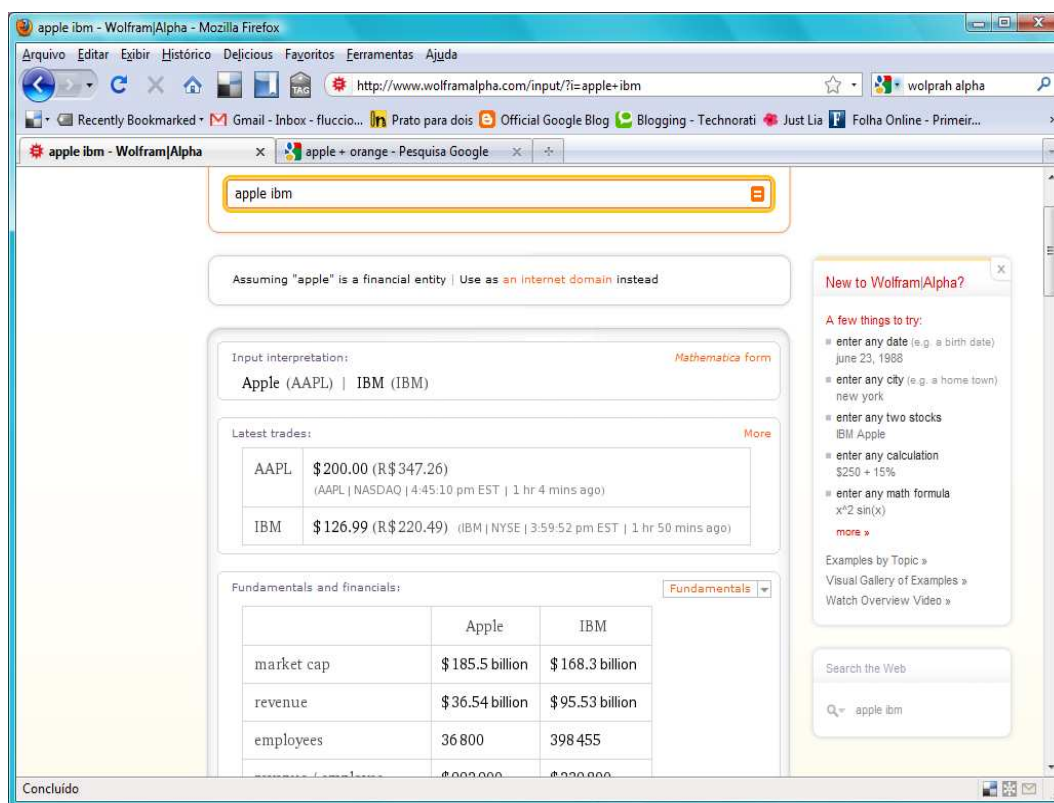 apple ibm - Wolfram|Alpha - Mozilla Firefox
Arquivo Editar Exibir Histórico Delicious Favoritos Ferramentas Ajuda
TAG http://www.wolframalpha.com/input/?i=apple+ibm wolprah alpha
Recently Bookmarked Gmail - Inbox - fluccio... Prato para dois Official Google Blog Blogging - Technorati Just Lia Folha Online - Primeir... »
apple ibm - Wolfram|Alpha apple + orange - Pesquisa Google
apple ibm
Assuming "apple" is a financial entity | Use as an internet domain instead
Input interpretation: Mathematica form
Apple (AAPL) | IBM (IBM)
Latest trades: More
AAPL $200.00 (R$347.26)
(AAPL | NASDAQ | 4:45:10 pm EST | 1 hr 4 mins ago)
IBM $126.99 (R$220.49) (IBM | NYSE | 3:59:52 pm EST | 1 hr 50 mins ago)
Fundamentals and financials: Fundamentals
Apple IBM
market cap $185.5 billion $168.3 billion
revenue $36.54 billion $95.53 billion
employees 36800 398455
New to Wolfram|Alpha?
A few things to try:
enter any date (e.g. a birth date)
june 23, 1988
enter any city (e.g. a home town)
new york
enter any two stocks
IBM Apple
enter any calculation
$250 + 15%
enter any math formula
x^2 sin(x)
more »
Examples by Topic »
Visual Gallery of Examples »
Watch Overview Video »
Search the Web
apple ibm
Concluído